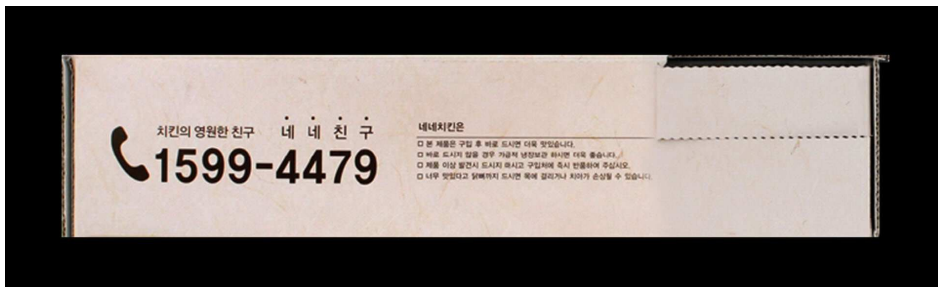 치킨의 영원한 친구 네 네 친 구
1599-4479
네네치킨은
□ 본 제품은 구입 후 바로 드시면 더욱 맛있습니다.
□ 바로 드시지 않을 경우 가급적 냉장보관 하시면 더욱 좋습니다.
□ 제품 이상 발견시 드시지 마시고 구입처에 즉시 반품하여 주십시오.
□ 너무 맛있다고 닭뼈까지 드시면 목에 걸리거나 치아가 손상될 수 있습니다.